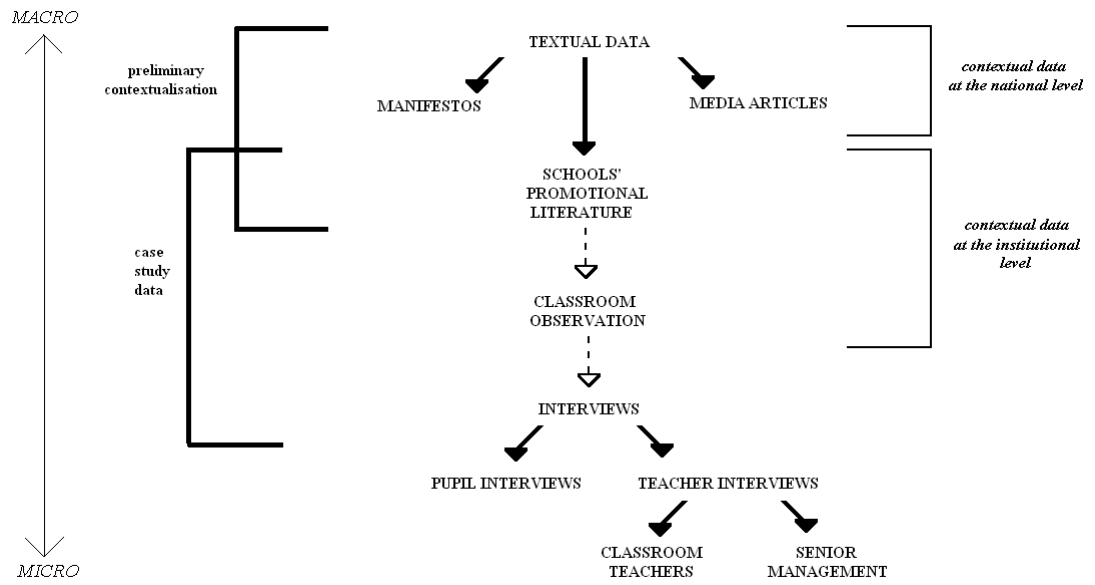 MACRO
TEXTUAL DATA
preliminary
contextualisation
contextual data
at the national level
MANIFESTOS
MEDIA ARTICLES
SCHOOLS'
PROMOTIONAL
LITERATURE
case
study
data
contextual data
at the institutional
level
CLASSROOM
OBSERVATION
INTERVIEWS
PUPIL INTERVIEWS
TEACHER INTERVIEWS
CLASSROOM
TEACHERS
SENIOR
MANAGEMENT
MICRO